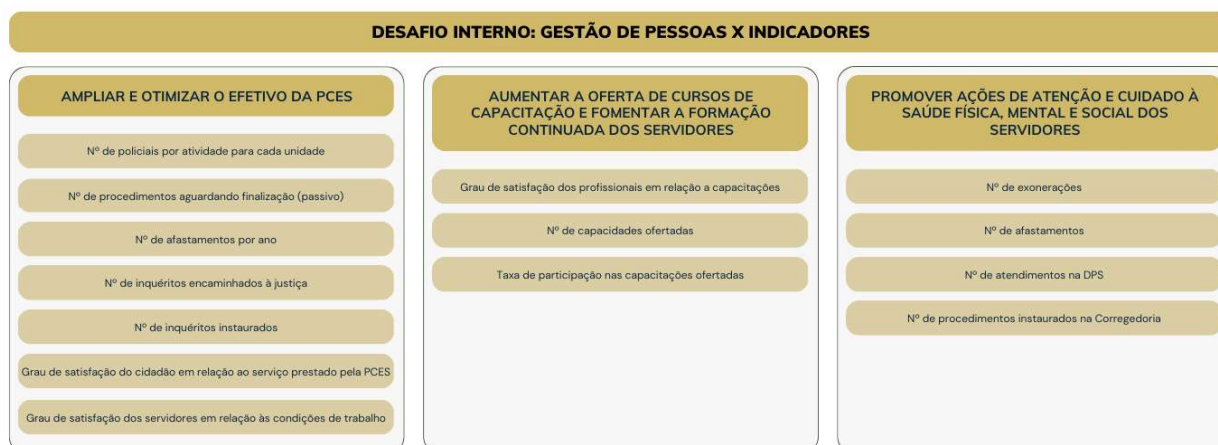 DESAFIO INTERNO: GESTÃO DE PESSOAS X INDICADORES
AMPLIAR E OTIMIZAR O EFETIVO DA PCES
Nº de policiais por atividade para cada unidade
Nº de procedimentos aguardando finalização (passivo)
Nº de afastamentos por ano
Nº de inquéritos encaminhados à justiça
Nº de inquéritos instaurados
Grau de satisfação do cidadão em relação ao serviço prestado pela PCES
Grau de satisfação dos servidores em relação às condições de trabalho
AUMENTAR A OFERTA DE CURSOS DE
CAPACITAÇÃO E FOMENTAR A FORMAÇÃO
CONTINUADA DOS SERVIDORES
Grau de satisfação dos profissionais em relação a capacitações
Nº de capacidades ofertadas
Taxa de participação nas capacitações ofertadas
PROMOVER AÇÕES DE ATENÇÃO E CUIDADO À
SAÚDE FÍSICA, MENTAL E SOCIAL DOS
SERVIDORES
Nº de exonerações
Nº de afastamentos
Nº de atendimentos na DPS
Nº de procedimentos instaurados na Corregedoria